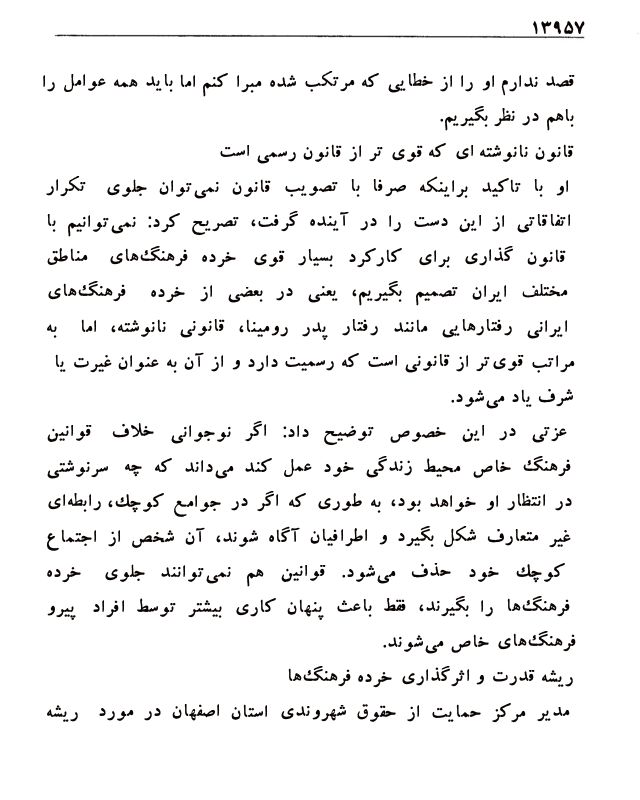 ۱۳۹۵۷
قصد ندارم او را از خطایی که مرتکب شده مبرا کنم اما باید همه عوامل را
باهم در نظر بگیریم.
قانون نانوشته ای که قوی تر از قانون رسمی است
او با تاکید براینکه صرفا با تصویب قانون نمی‌توان جلوی تکرار
اتفاقاتی از این دست را در آینده گرفت، تصریح کرد: نمی‌توانیم با
قانون گذاری برای کارکرد بسیار قوی خرده فرهنگ‌های مناطق
مختلف ایران تصمیم بگیریم، یعنی در بعضی از خرده فرهنگ‌های
ایرانی رفتارهایی مانند رفتار پدر رومینا، قانونی نانوشته، اما به
مراتب قوی‌تر از قانونی است که رسمیت دارد و از آن به عنوان غیرت یا
شرف یاد می‌شود.
عزتی در این خصوص توضیح داد: اگر نوجوانی خلاف قوانین
فرهنگ خاص محیط زندگی خود عمل کند می‌داند که چه سرنوشتی
در انتظار او خواهد بود، به طوری که اگر در جوامع کوچک، رابطه‌ای
غیر متعارف شکل بگیرد و اطرافیان آگاه شوند، آن شخص از اجتماع
کوچک خود حذف می‌شود. قوانین هم نمی‌توانند جلوی خرده
فرهنگ‌ها را بگیرند، فقط باعث پنهان کاری بیشتر توسط افراد پیرو
فرهنگ‌های خاص می‌شوند.
ریشه قدرت و اثرگذاری خرده فرهنگ‌ها
مدیر مرکز حمایت از حقوق شهروندی استان اصفهان در مورد ریشه